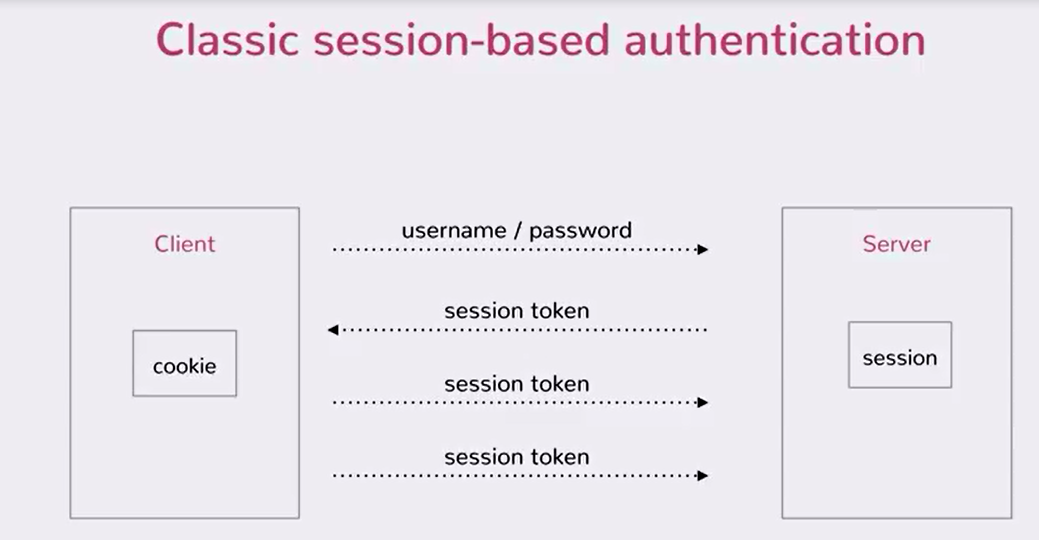 Classic session-based authentication
Client
username / password
Server
session token
cookie
session
session token
session token